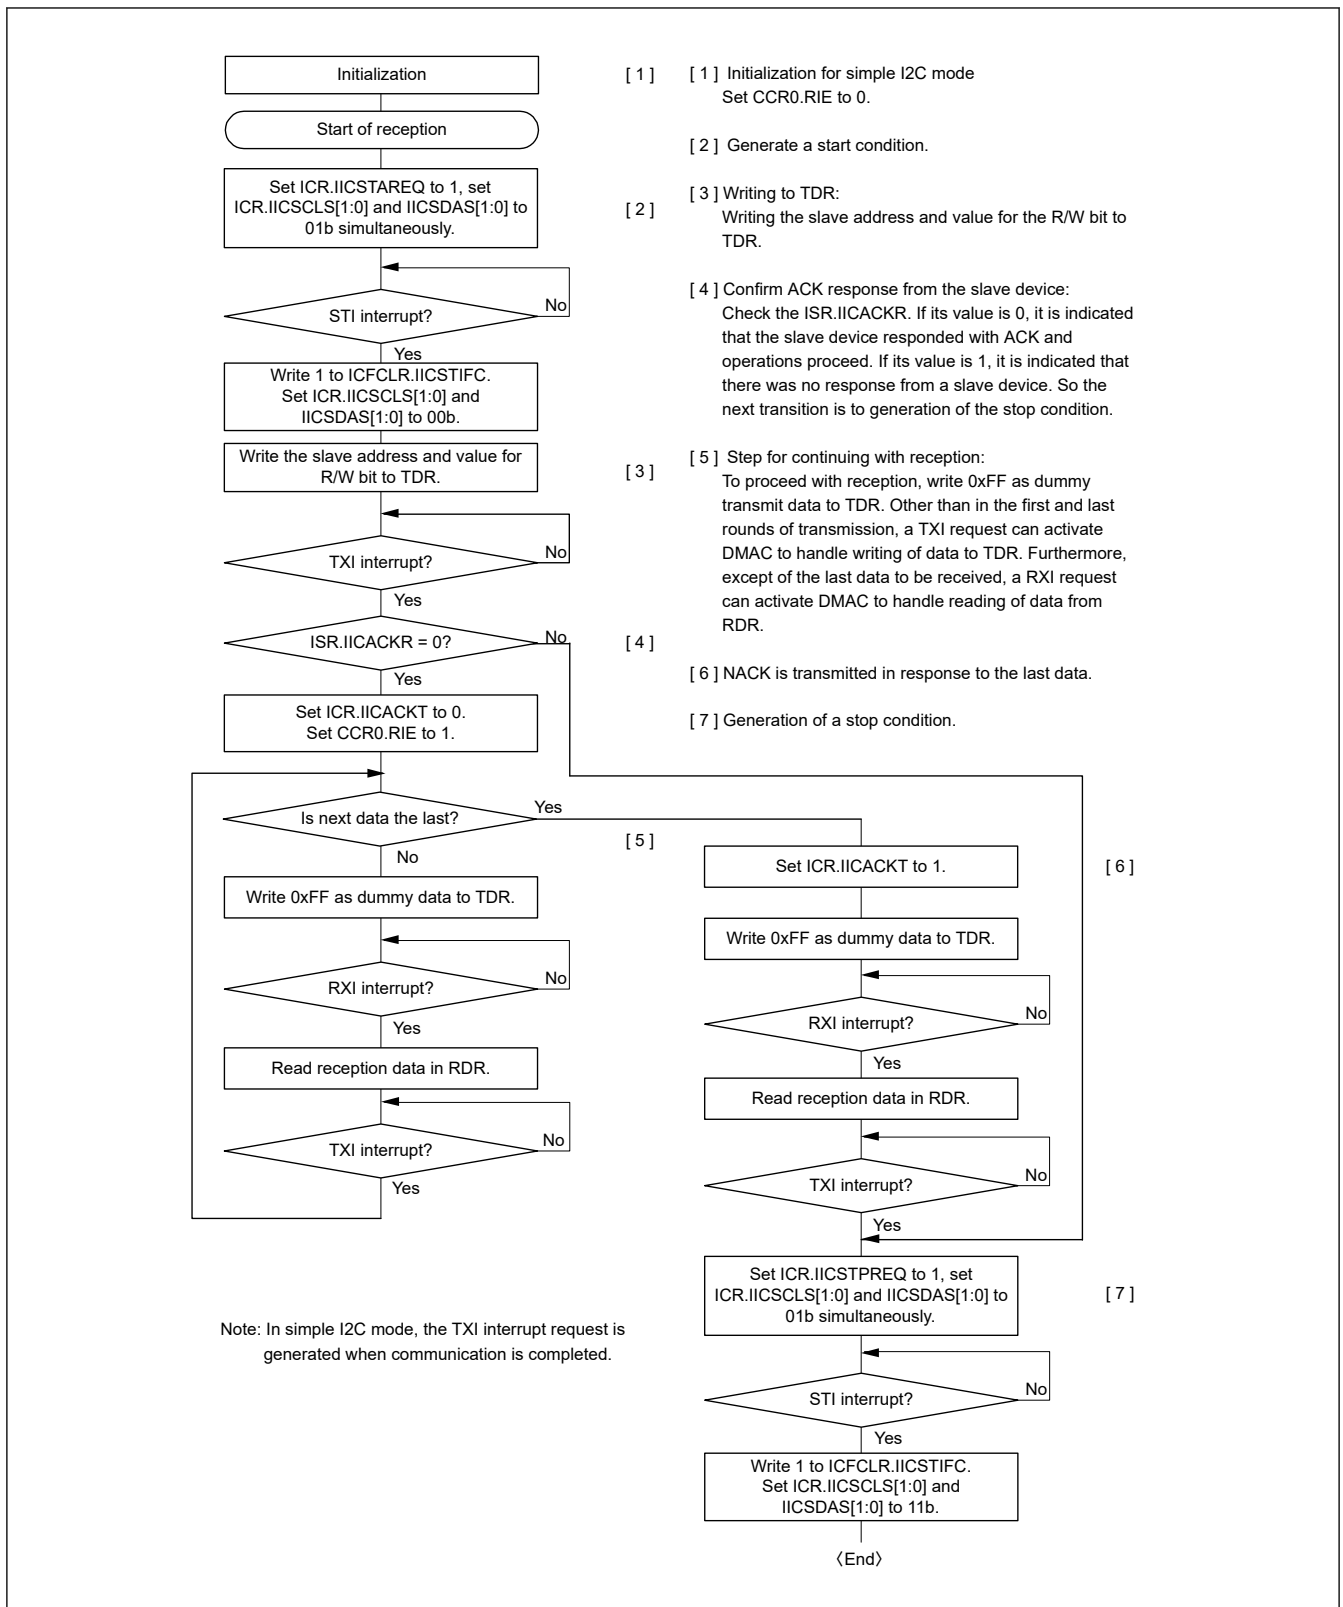 Initialization
[ 1 ]
Start of reception
Set ICR.IICSTAREQ to 1, set
ICR.IICSCLS[1:0] and IICSDAS[1:0] to
01b simultaneously.
[ 2 ]
STI interrupt?
No
Yes
Write 1 to ICFCLR.IICSTIFC.
Set ICR.IICSCLS[1:0] and
IICSDAS[1:0] to 00b.
Write the slave address and value for
R/W bit to TDR.
[ 3 ]
TXI interrupt?
No
Yes
ISR.IICACKR = 0?
No
[ 4 ]
Yes
Set ICR.IICACKT to 0.
Set CCR0.RIE to 1.
Is next data the last?
Yes
[ 5 ]
No
Write 0xFF as dummy data to TDR.
RXI interrupt?
No
Yes
Read reception data in RDR.
TXI interrupt?
No
Yes
[ 1 ] Initialization for simple I2C mode
Set CCR0.RIE to 0.
[ 2 ] Generate a start condition.
[ 3 ] Writing to TDR:
Writing the slave address and value for the R/W bit to
TDR.
[ 4 ] Confirm ACK response from the slave device:
Check the ISR.IICACKR. If its value is 0, it is indicated
that the slave device responded with ACK and
operations proceed. If its value is 1, it is indicated that
there was no response from a slave device. So the
next transition is to generation of the stop condition.
[ 5 ] Step for continuing with reception:
To proceed with reception, write 0xFF as dummy
transmit data to TDR. Other than in the first and last
rounds of transmission, a TXI request can activate
DMAC to handle writing of data to TDR. Furthermore,
except of the last data to be received, a RXI request
can activate DMAC to handle reading of data from
RDR.
[ 6 ] NACK is transmitted in response to the last data.
[ 7 ] Generation of a stop condition.
Set ICR.IICACKT to 1.
[ 6 ]
Write 0xFF as dummy data to TDR.
RXI interrupt?
No
Yes
Read reception data in RDR.
TXI interrupt?
No
Yes
Set ICR.IICSTPREQ to 1, set
ICR.IICSCLS[1:0] and IICSDAS[1:0] to
01b simultaneously.
[ 7 ]
STI interrupt?
No
Yes
Write 1 to ICFCLR.IICSTIFC.
Set ICR.IICSCLS[1:0] and
IICSDAS[1:0] to 11b.
〈End〉
Note: In simple I2C mode, the TXI interrupt request is
generated when communication is completed.